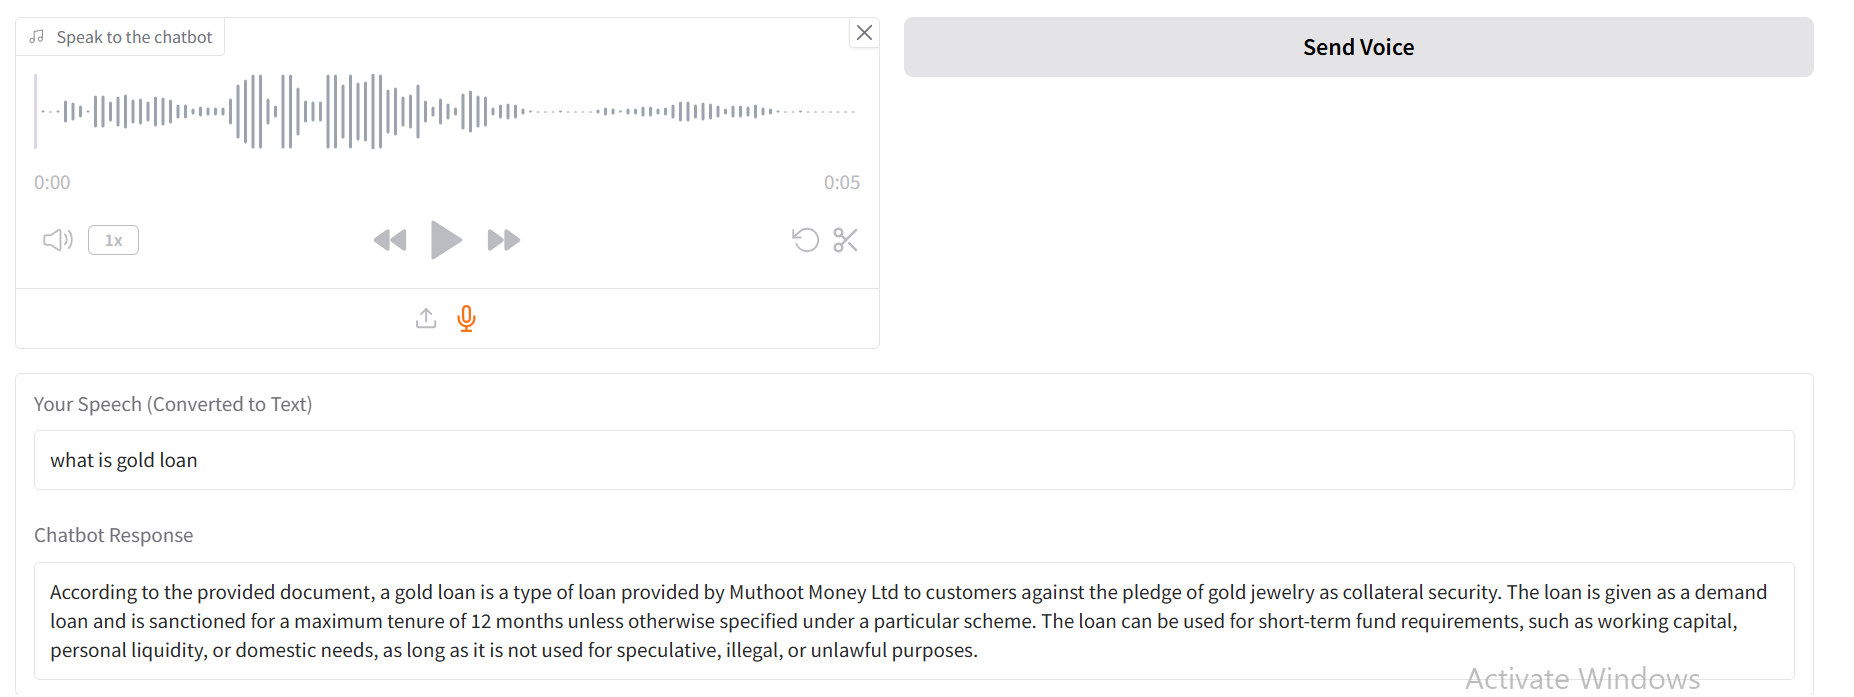 Speak to the chatbot
Send Voice
0:00
0:05
1x
Your Speech (Converted to Text)
what is gold loan
Chatbot Response
According to the provided document, a gold loan is a type of loan provided by Muthoot Money Ltd to customers against the pledge of gold jewelry as collateral security. The loan is given as a demand
loan and is sanctioned for a maximum tenure of 12 months unless otherwise specified under a particular scheme. The loan can be used for short-term fund requirements, such as working capital,
personal liquidity, or domestic needs, as long as it is not used for speculative, illegal, or unlawful purposes.
Activate Windows